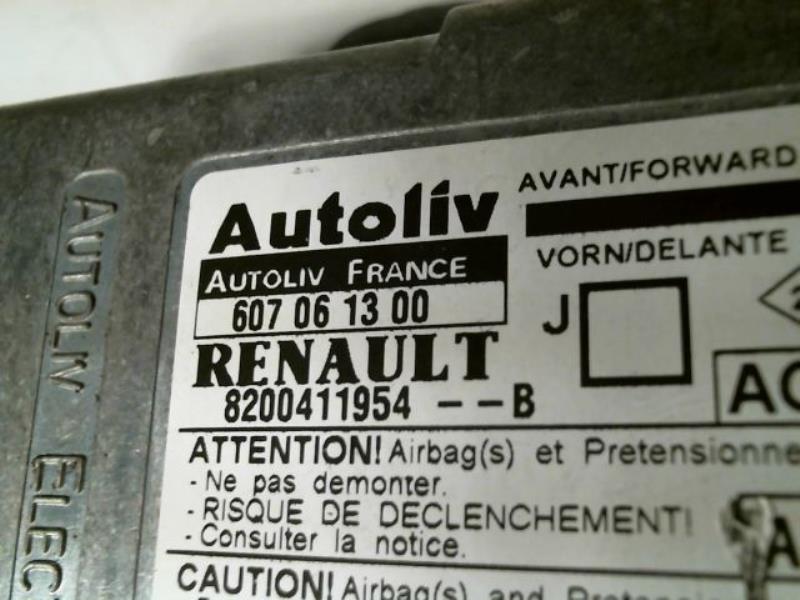 AUTOLIV ELEC
Autoliv
AUTOLIV FRANCE
607 06 13 00
RENAULT
8200411954 --B
AVANT/FORWARD
VORN/DELANTE
J
ATTENTION! Airbag(s) et
- Ne pas demonter.
- RISQUE DE DECLENCHEMENT!
- Consulter la notice.
CAUTION! Airbag(s) and